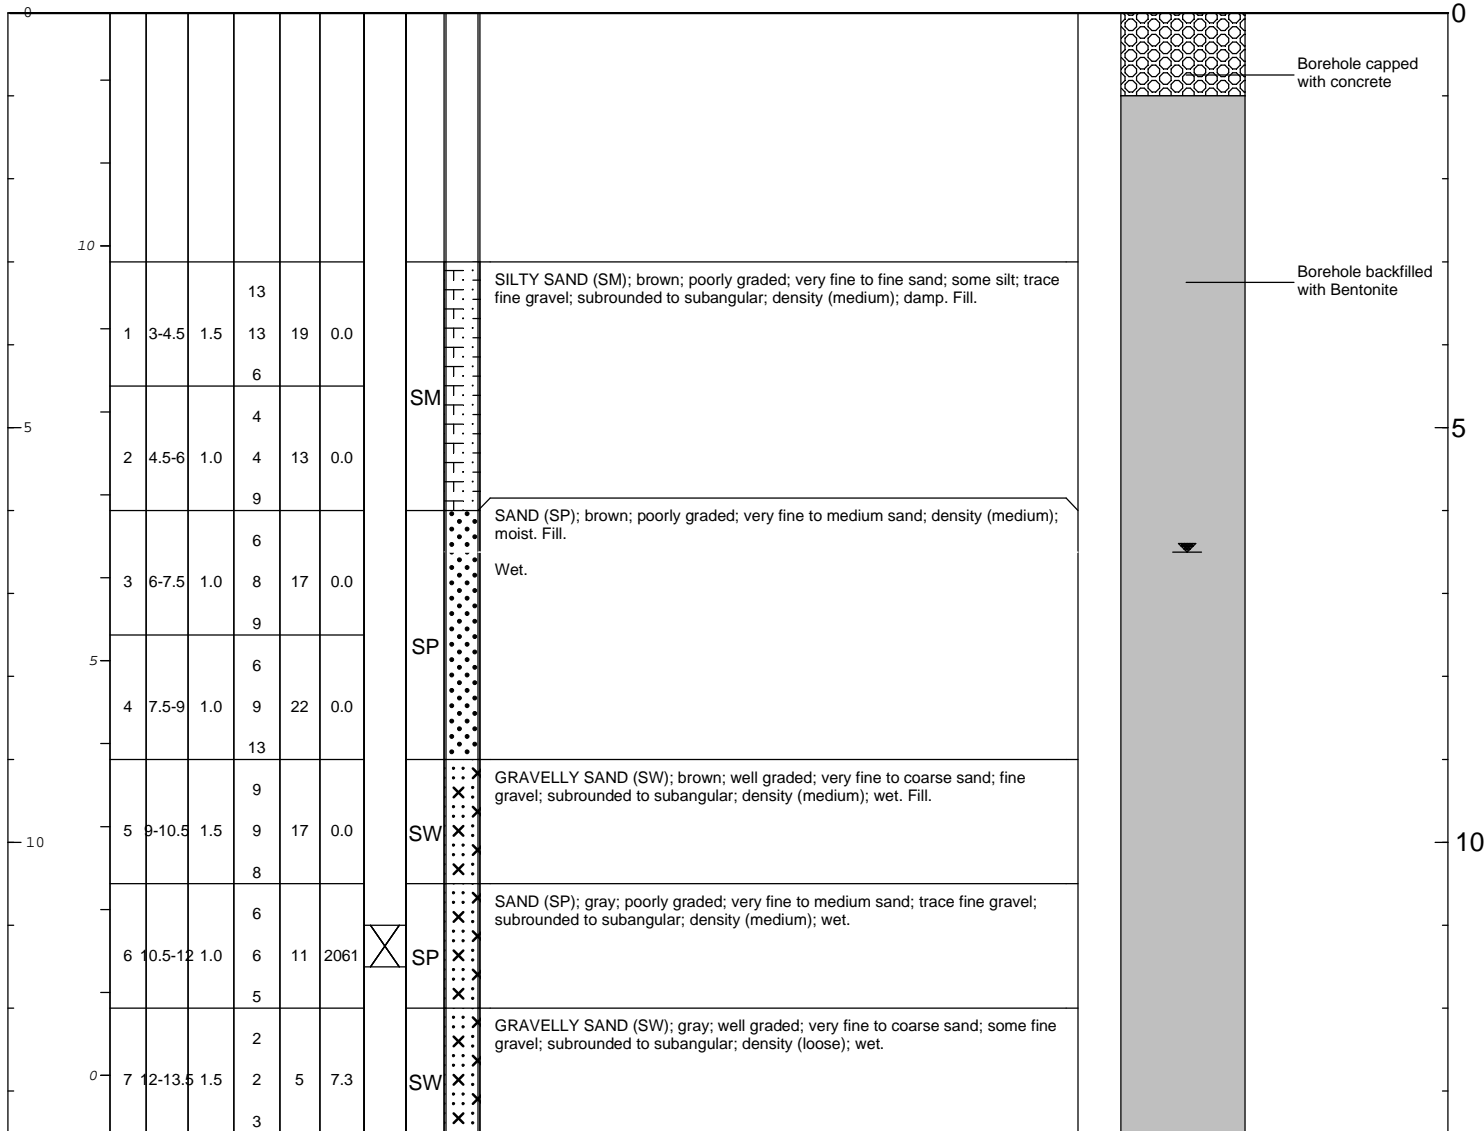 0
0
Borehole capped
with concrete
10
Borehole backfilled
with Bentonite
SILTY SAND (SM); brown; poorly graded; very fine to fine sand; some silt; trace
fine gravel; subrounded to subangular; density (medium); damp. Fill.
13
1 3-4.5 1.5 13 19 0.0
6
SM
4
5
5
2 4.5-6 1.0 4 13 0.0
9
SAND (SP); brown; poorly graded; very fine to medium sand; density (medium);
moist. Fill.
6
Wet.
3 6-7.5 1.0 8 17 0.0
9
SP
5
6
4 7.5-9 1.0 9 22 0.0
13
GRAVELLY SAND (SW); brown; well graded; very fine to coarse sand; fine
gravel; subrounded to subangular; density (medium); wet. Fill.
9
5 9-10.5 1.5 9 17 0.0 SW
10
10
8
SAND (SP); gray; poorly graded; very fine to medium sand; trace fine gravel;
subrounded to subangular; density (medium); wet.
6
6 10.5-12 1.0 6 11 2061 SP
5
GRAVELLY SAND (SW); gray; well graded; very fine to coarse sand; some fine
gravel; subrounded to subangular; density (loose); wet.
2
0
7 12-13.5 1.5 2 5 7.3 SW
3